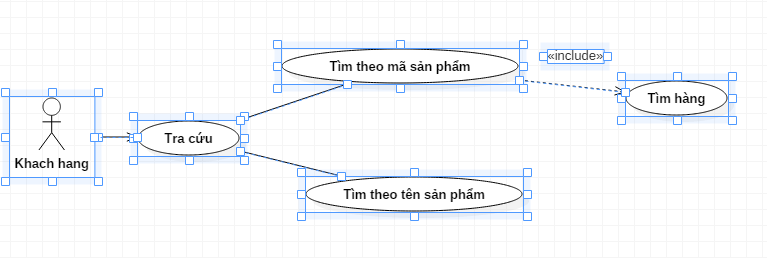 Tìm theo mã sản phẩm
«include»
Tìm hàng
Tra cứu
Khach hang
Tìm theo tên sản phẩm